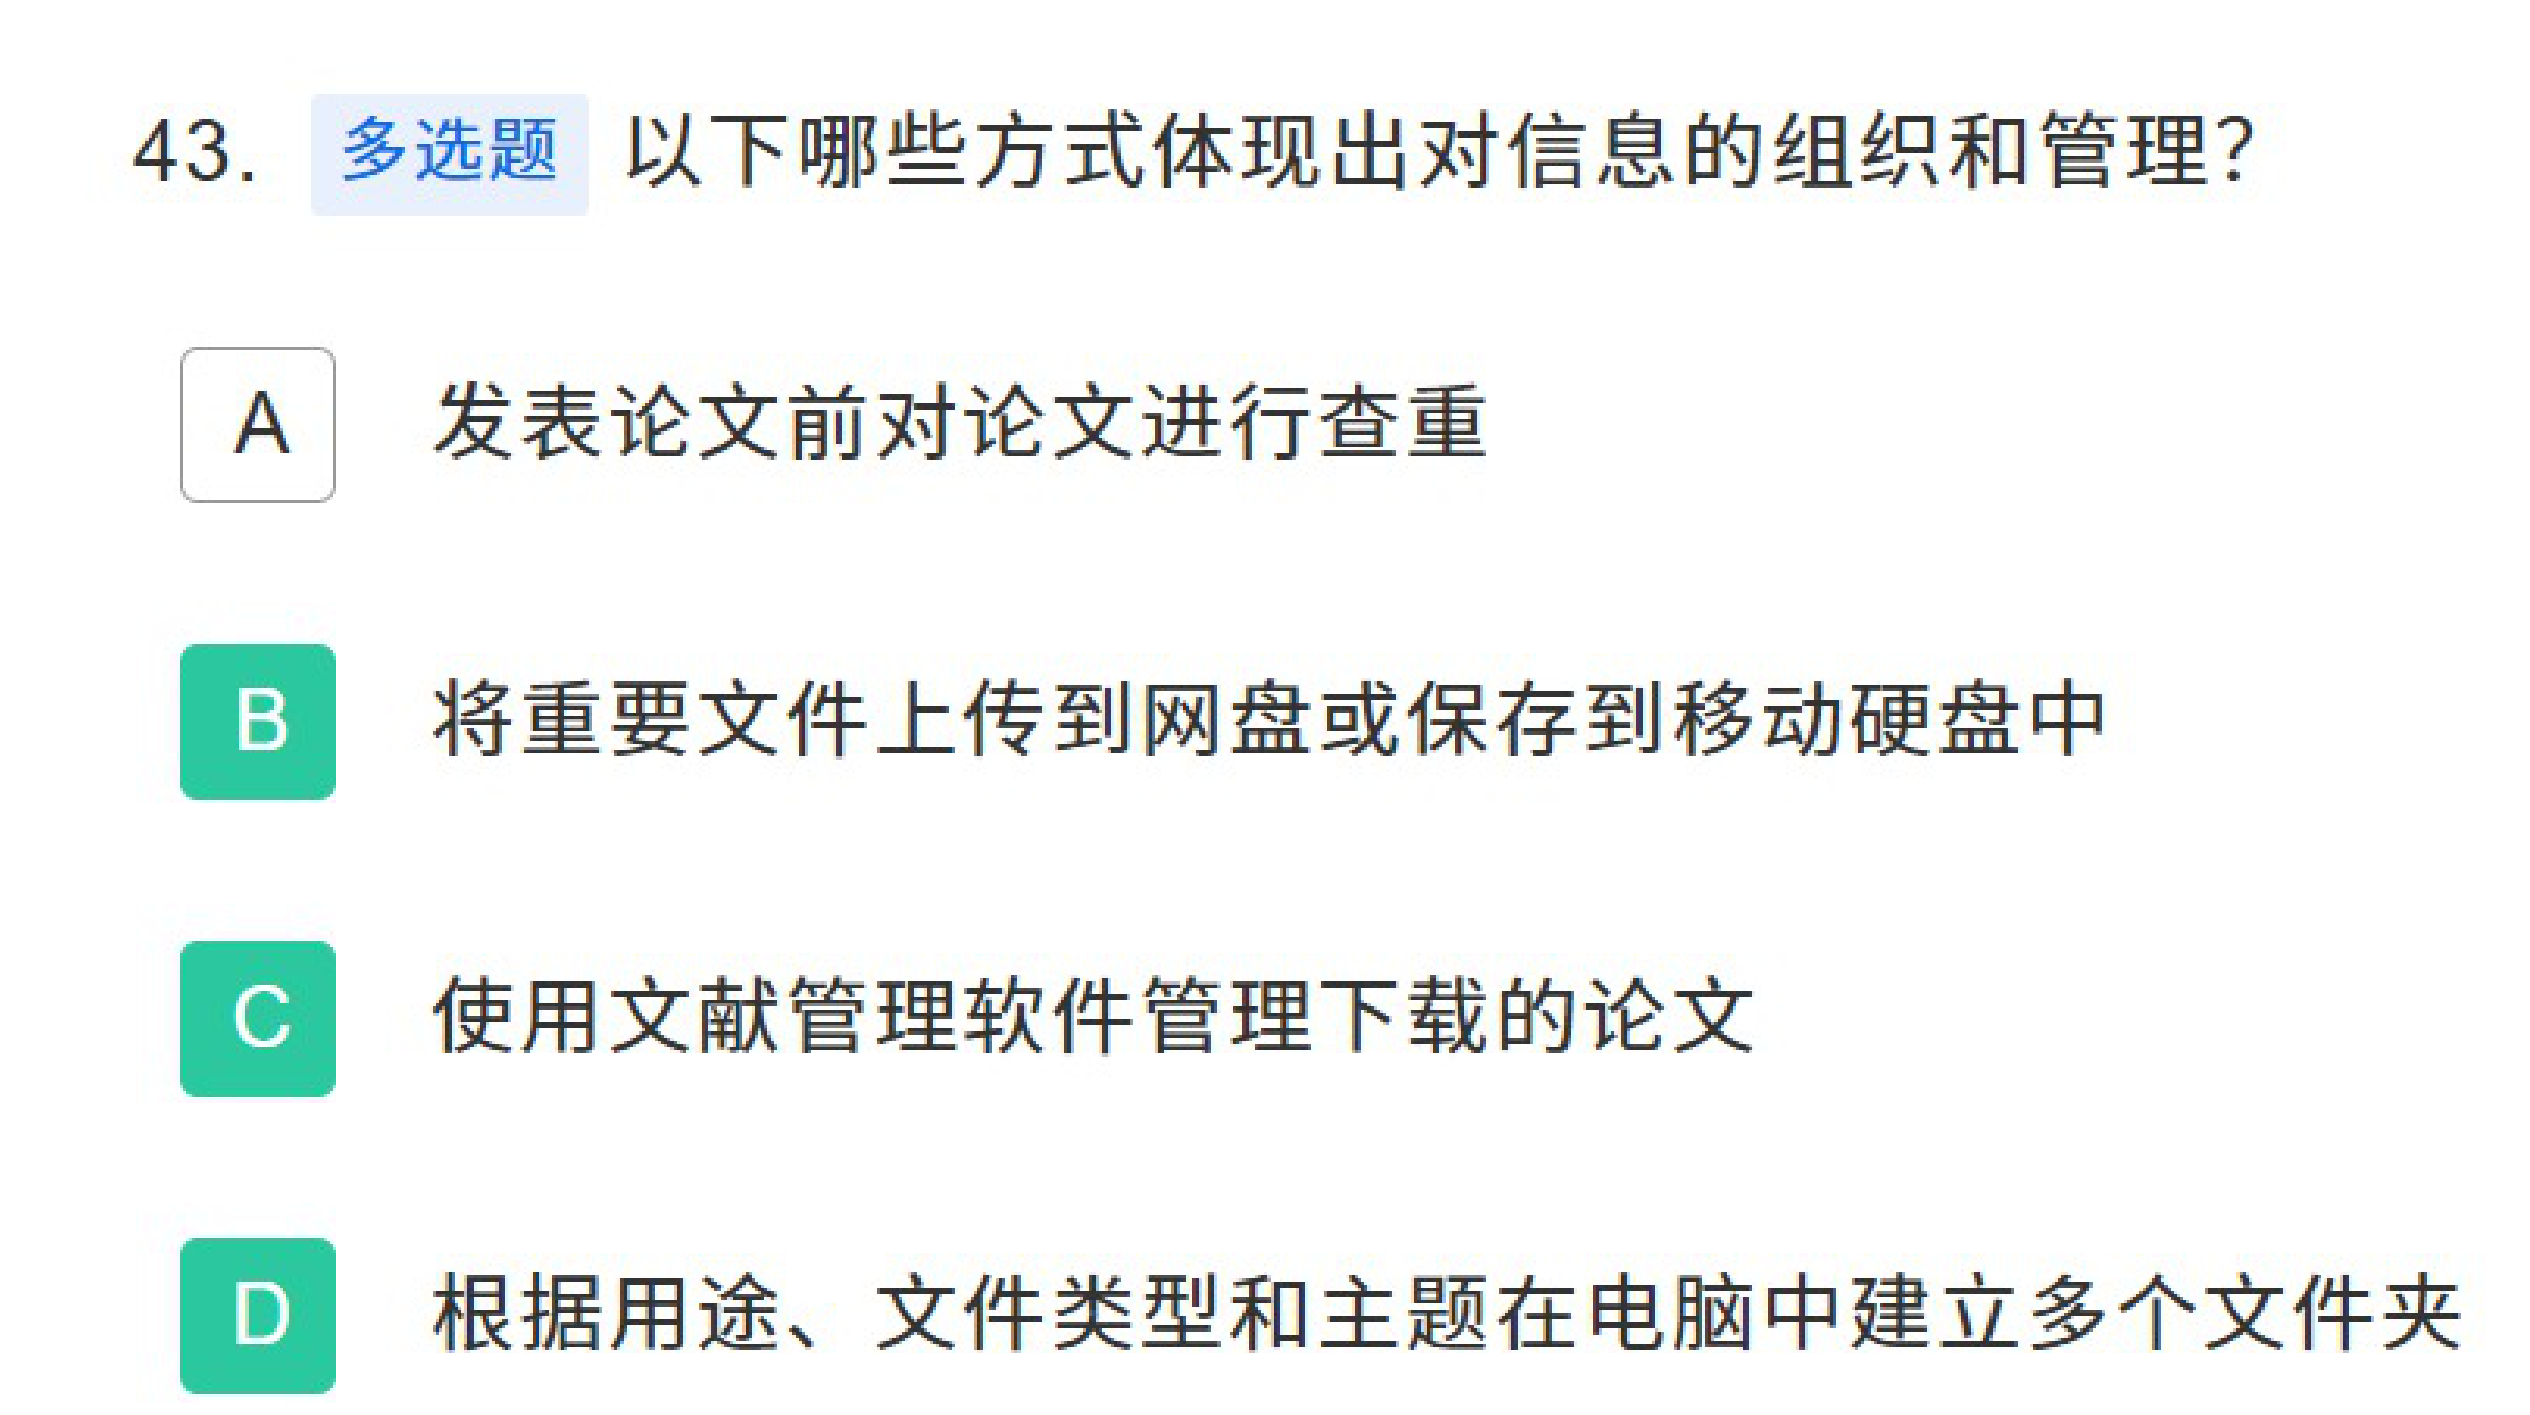 43. 多选题 以下哪些方式体现出对信息的组织和管理？
A 发表论文前对论文进行查重
B 将重要文件上传到网盘或保存到移动硬盘中
C 使用文献管理软件管理下载的论文
D 根据用途、文件类型和主题在电脑中建立多个文件夹